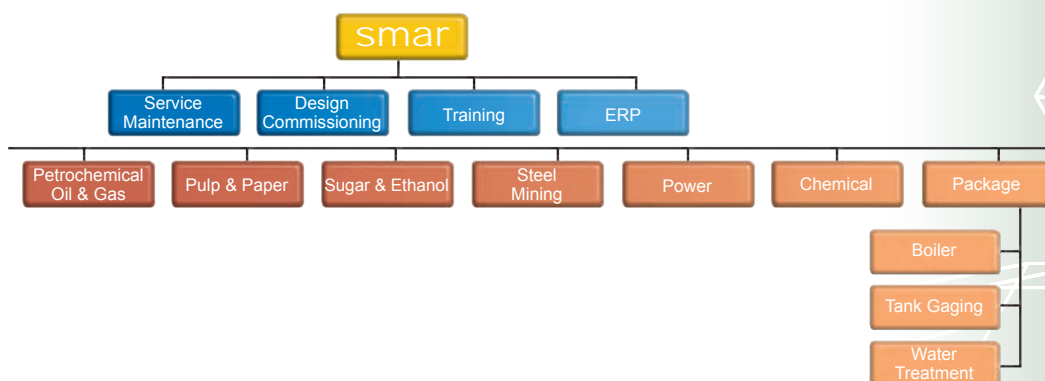 smar
Service
Maintenance
Design
Commissioning
Training
ERP
Petrochemical
Oil & Gas
Pulp & Paper
Sugar & Ethanol
Steel
Mining
Power
Chemical
Package
Boiler
Tank Gaging
Water
Treatment